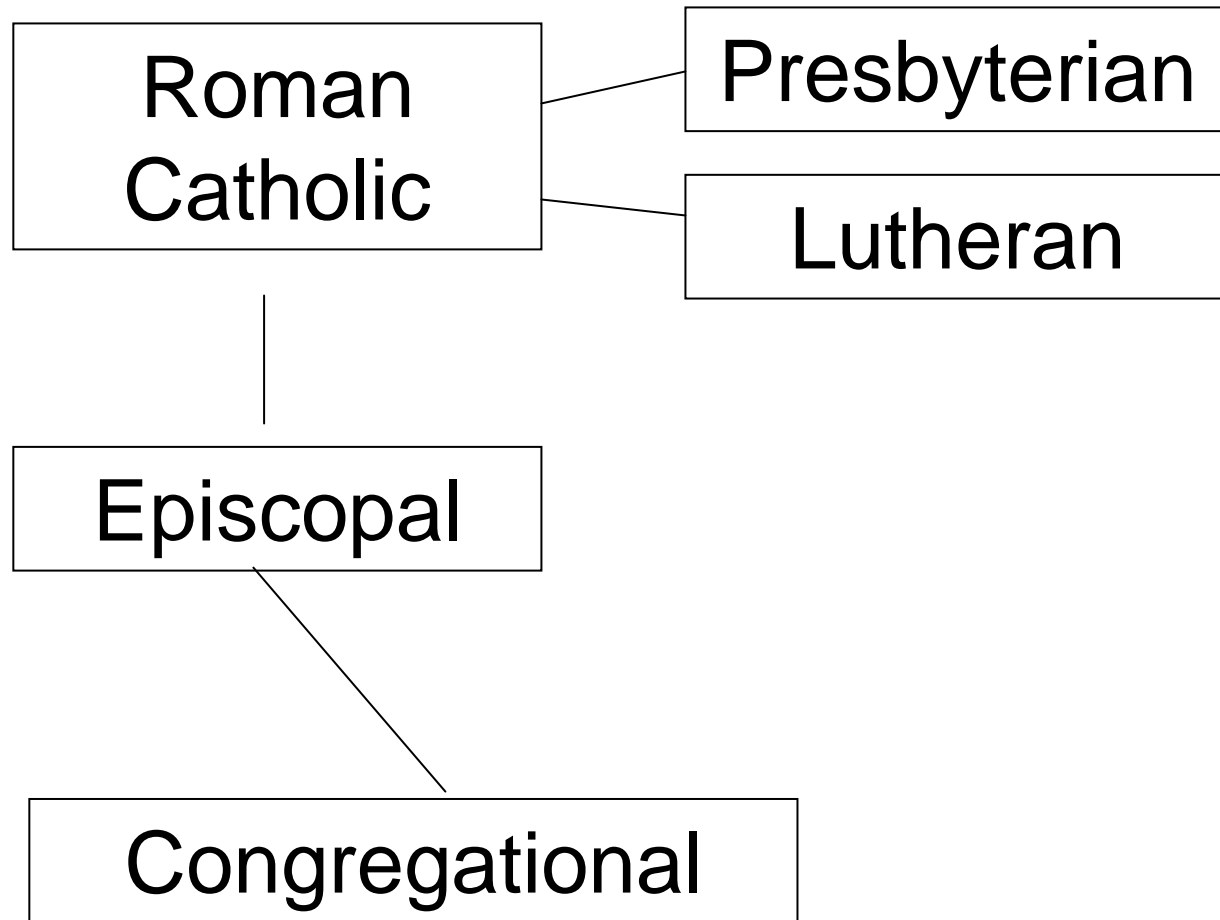 Roman
Catholic
Presbyterian
Lutheran
Episcopal
Congregational